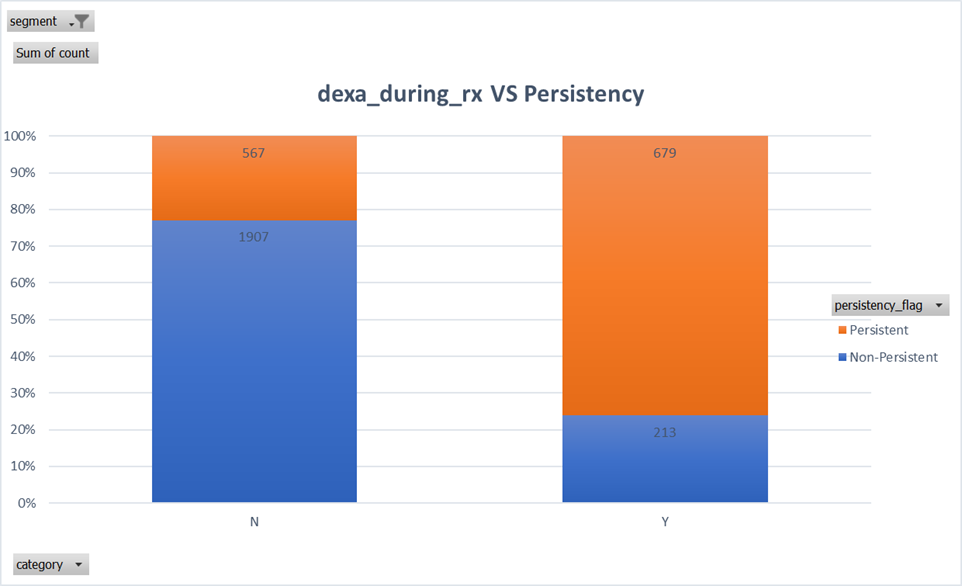 segment
Sum of count
dexa_during_rx VS Persistency
100%
90%
80%
70%
60%
50%
40%
30%
20%
10%
0%
567
1907
679
213
N
Y
persistency_flag
Persistent
Non-Persistent
category